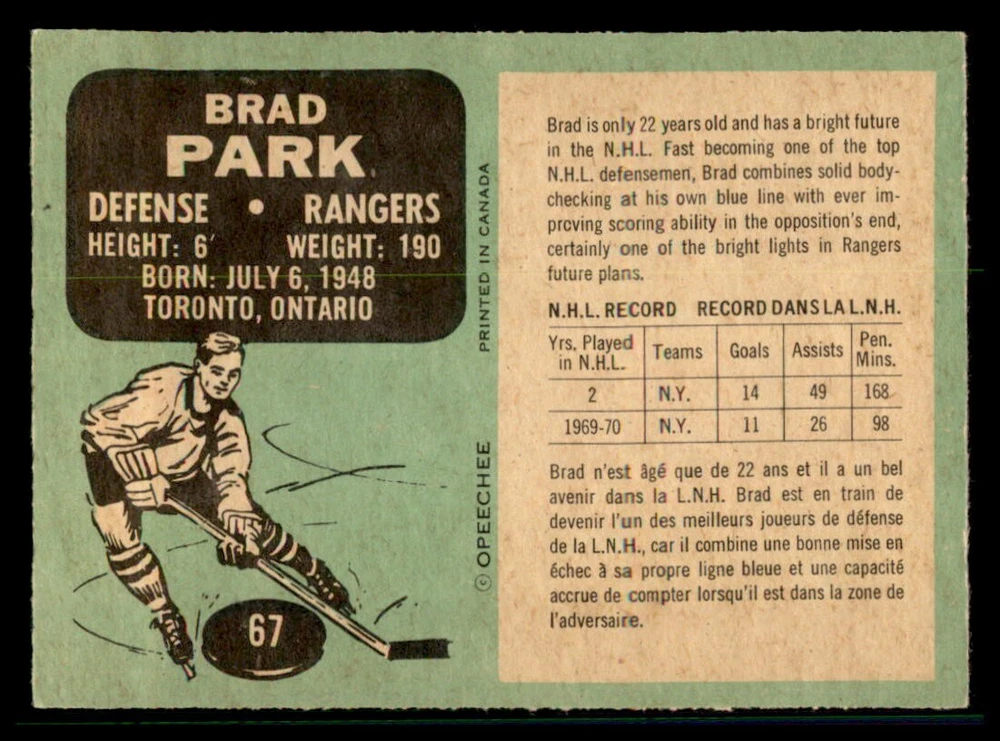 BRAD
PARK
DEFENSE • RANGERS
HEIGHT: 6' WEIGHT: 190
BORN: JULY 6, 1948
TORONTO, ONTARIO
67
© OPEECHEE PRINTED IN CANADA
Brad is only 22 years old and has a bright future
in the N.H.L. Fast becoming one of the top
N.H.L. defensemen, Brad combines solid body-
checking at his own blue line with ever im-
proving scoring ability in the opposition's end,
certainly one of the bright lights in Rangers
future plans.
N.H.L. RECORD RECORD DANS LA L.N.H.
Yrs. Played in N.H.L. Teams Goals Assists Pen. Mins.
2 N.Y. 14 49 168
1969-70 N.Y. 11 26 98
Brad n'est âgé que de 22 ans et il a un bel
avenir dans la L.N.H. Brad est en train de
devenir l'un des meilleurs joueurs de défense
de la L.N.H., car il combine une bonne mise en
échec à sa propre ligne bleue et une capacité
accrue de compter lorsqu'il est dans la zone de
l'adversaire.